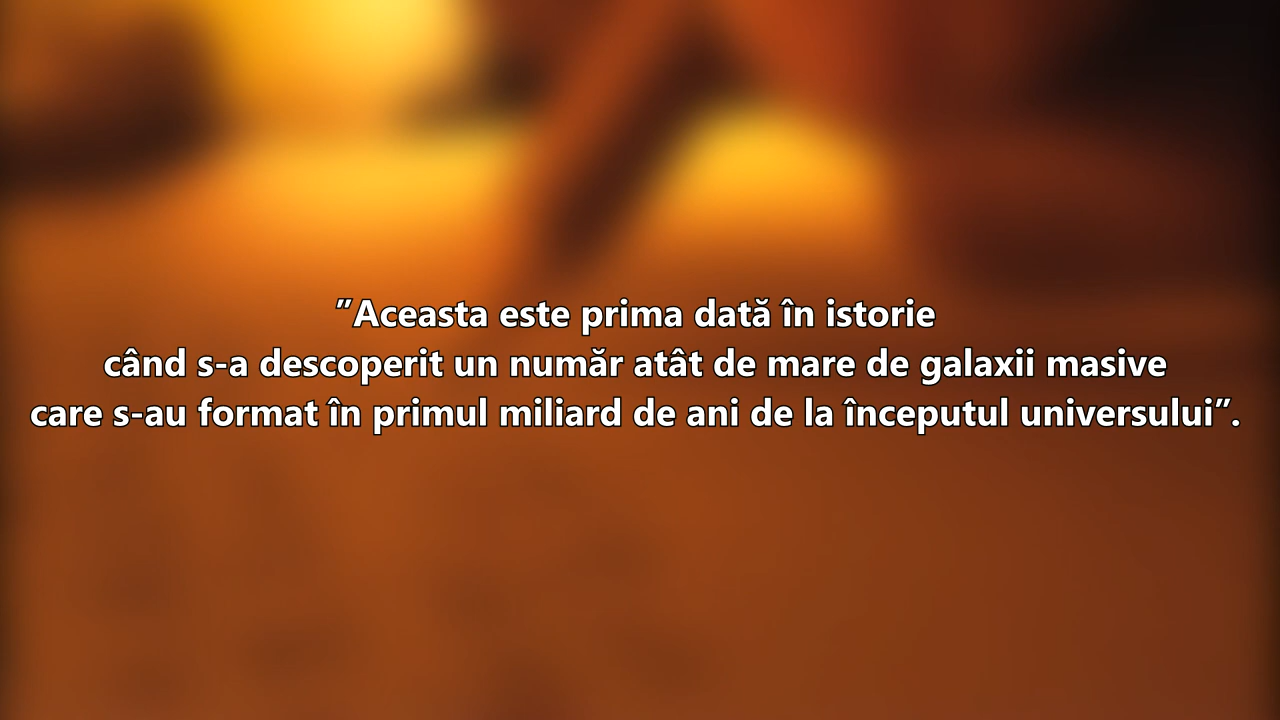 ”Aceasta este prima dată în istorie
când s-a descoperit un număr atât de mare de galaxii masive
care s-au format în primul miliard de ani de la începutul universului”.